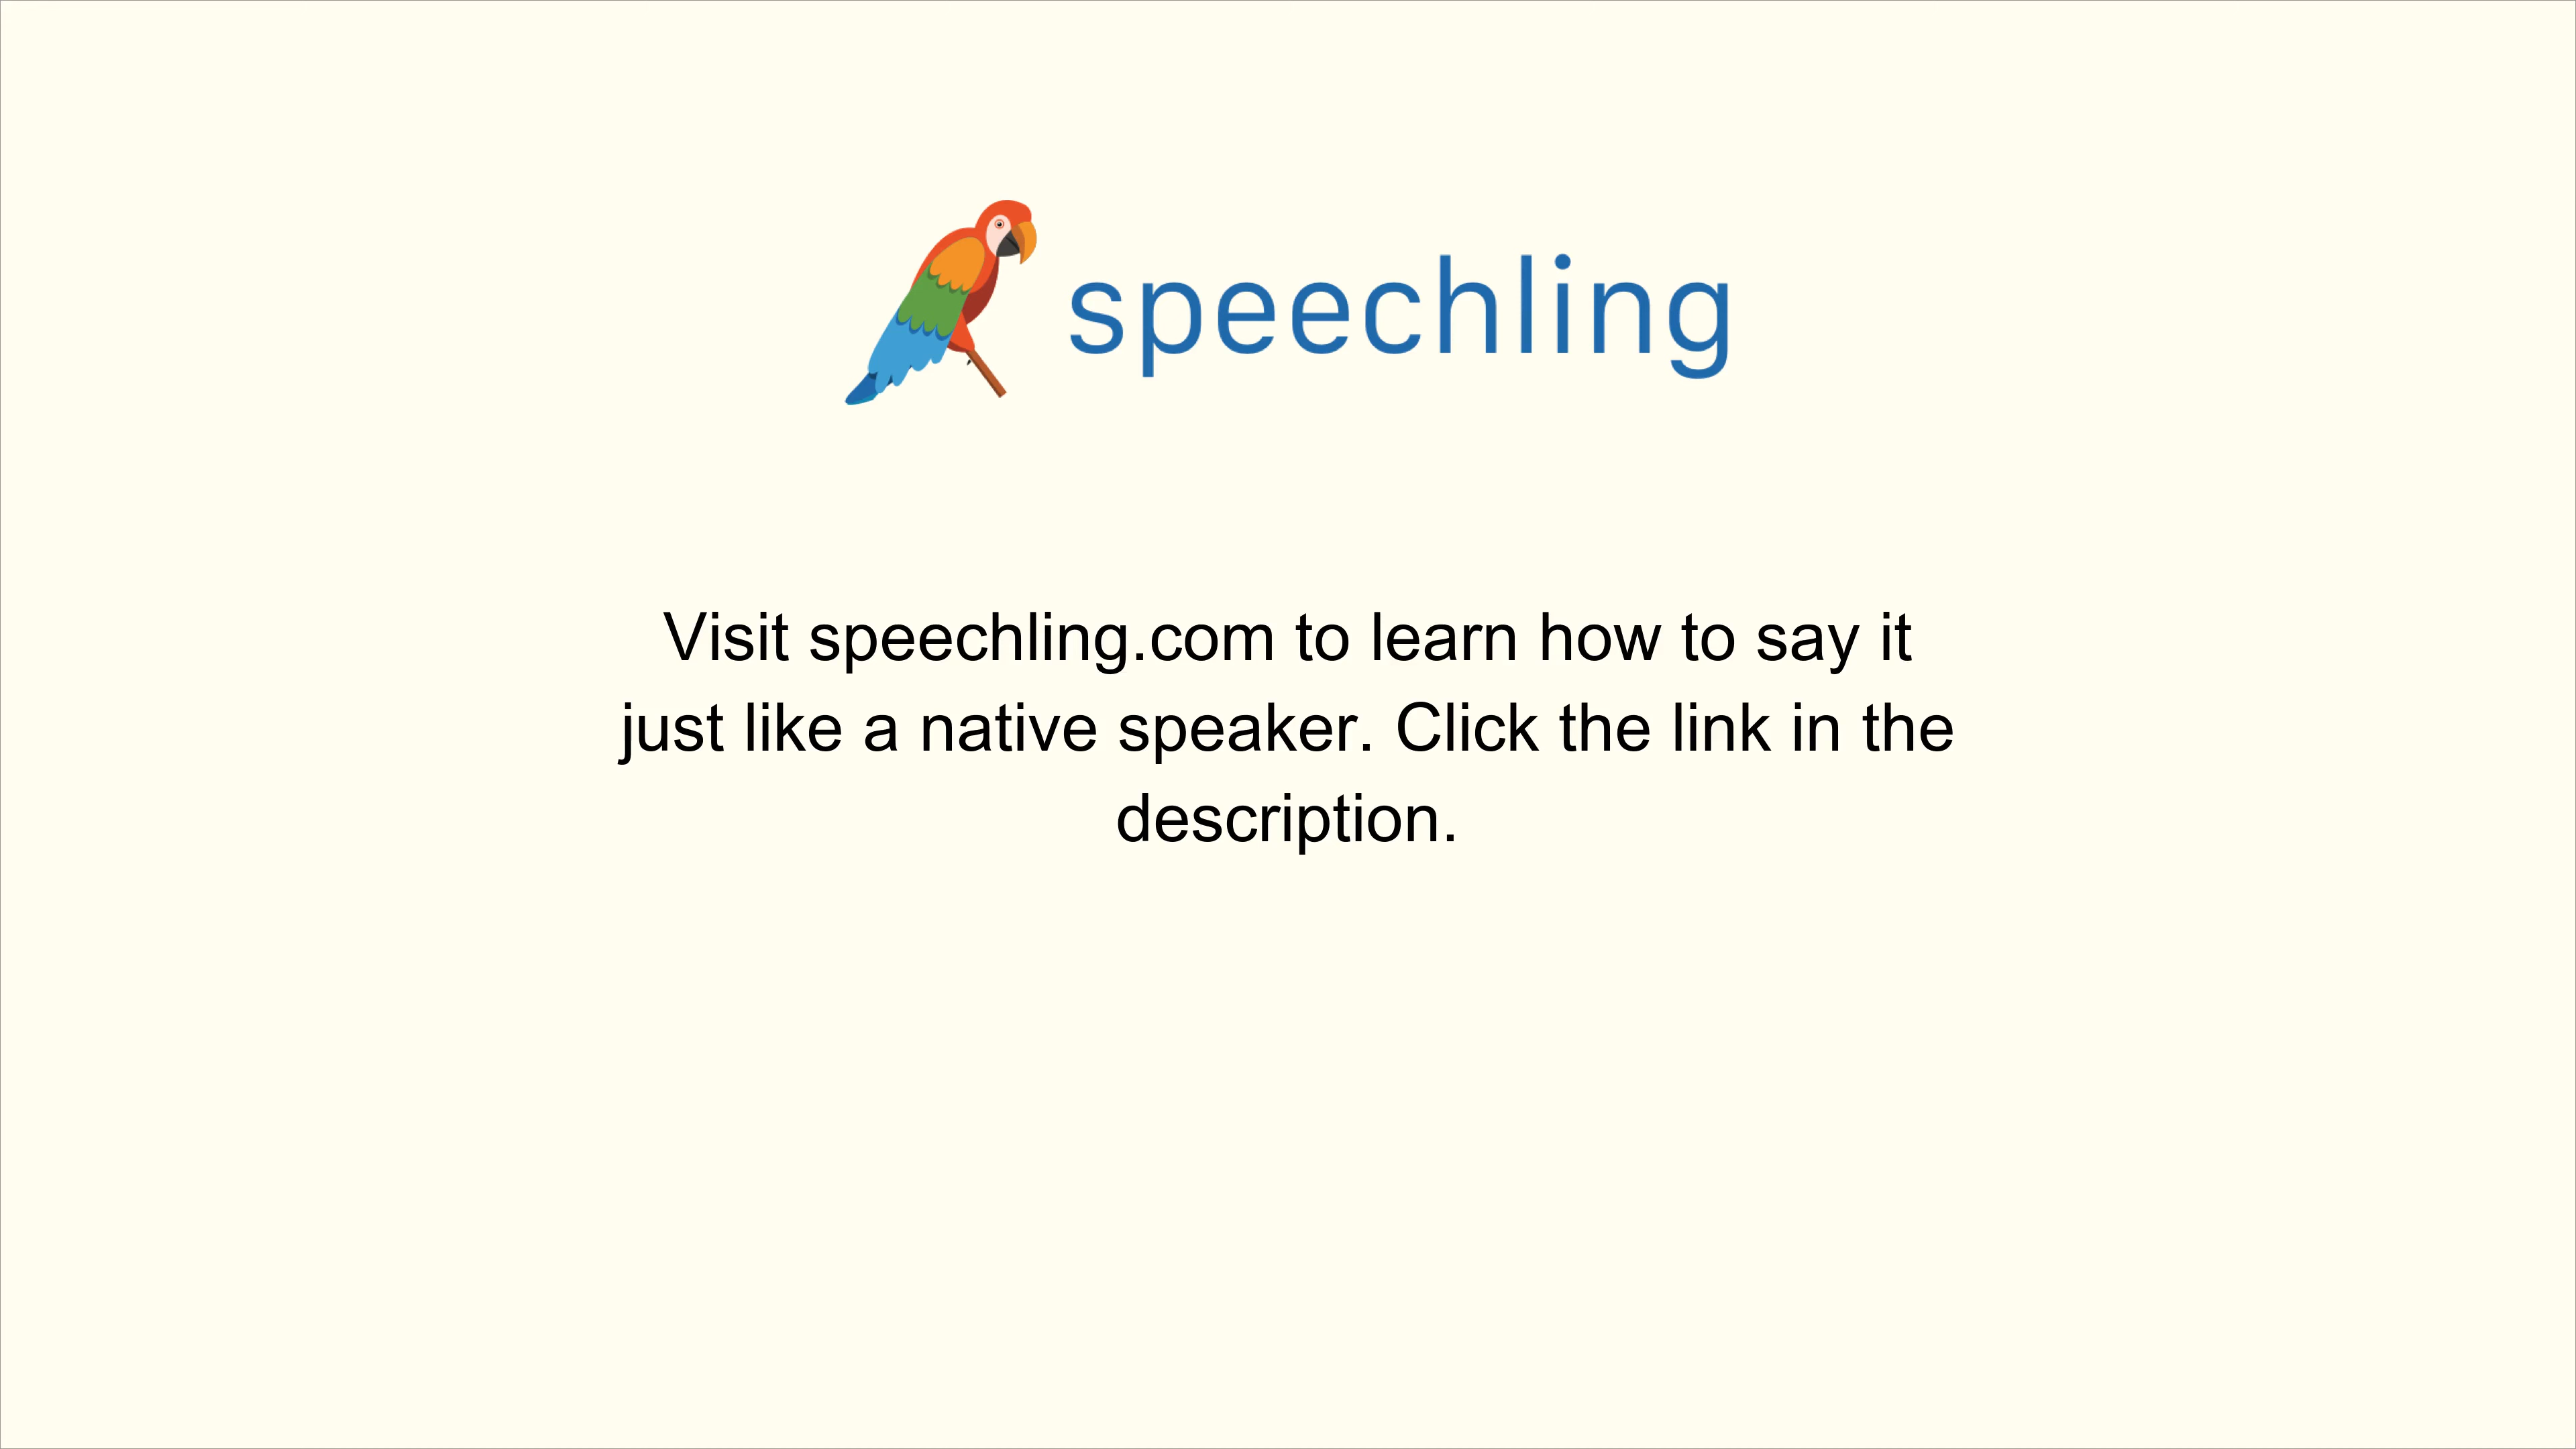 speechling
Visit speechling.com to learn how to say it
just like a native speaker. Click the link in the
description.